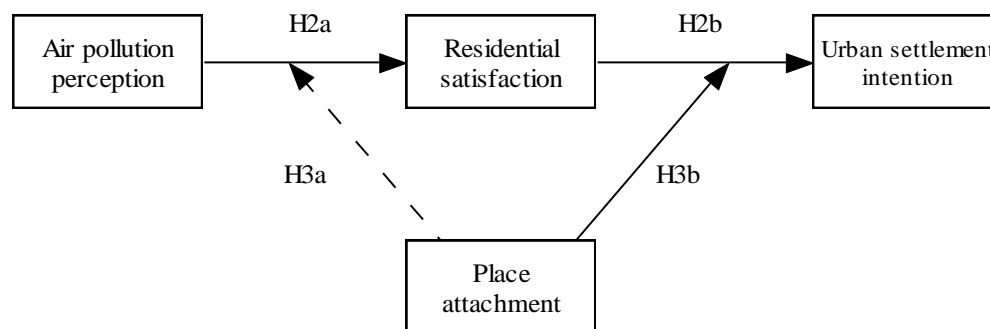 H2a
H2b
Air pollution
perception
Residential
satisfaction
Urban settlement
intention
H3a
H3b
Place
attachment